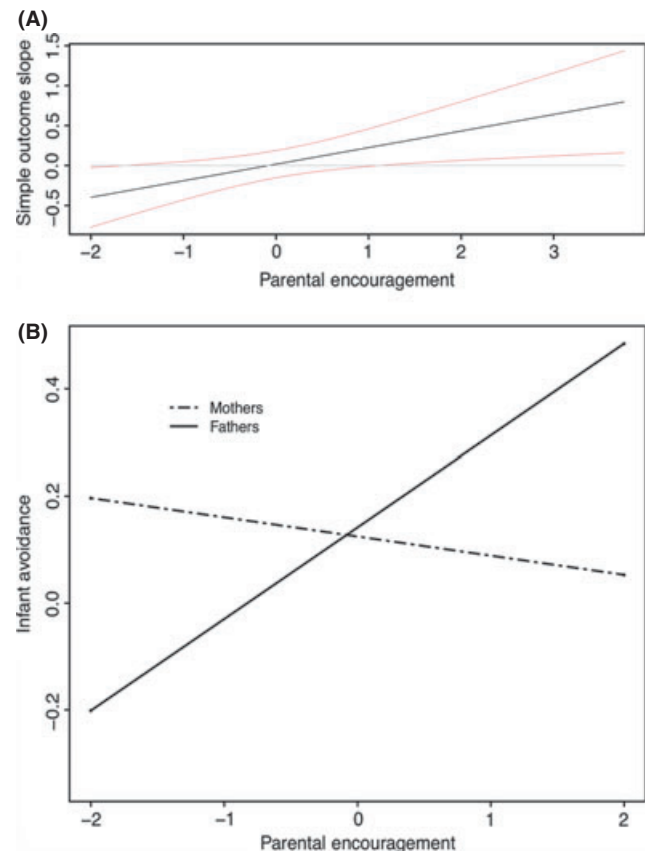 (A)
Simple outcome slope
1.5
1.0
0.5
0.0
−0.5
−2
−1
0
1
2
3
Parental encouragement
(B)
Infant avoidance
0.4
0.2
0.0
−0.2
Mothers
Fathers
−2
−1
0
1
2
Parental encouragement